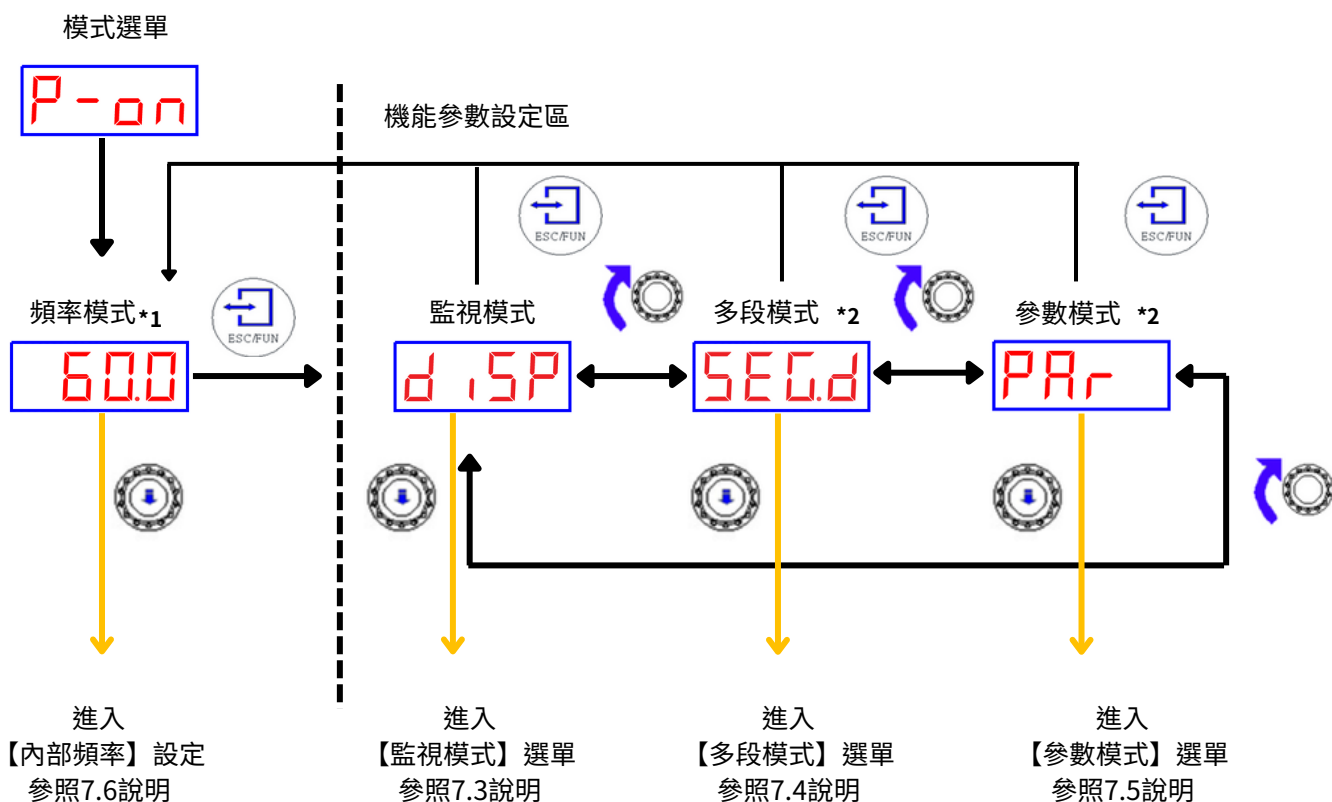 模式選單
P-on
機能參數設定區
ESC/FUN
ESC/FUN
ESC/FUN
頻率模式*1
ESC/FUN
監視模式
多段模式 *2
參數模式 *2
60.0
diSP
SEG.d
PAr
進入
【內部頻率】設定
參照7.6說明
進入
【監視模式】選單
參照7.3說明
進入
【多段模式】選單
參照7.4說明
進入
【參數模式】選單
參照7.5說明